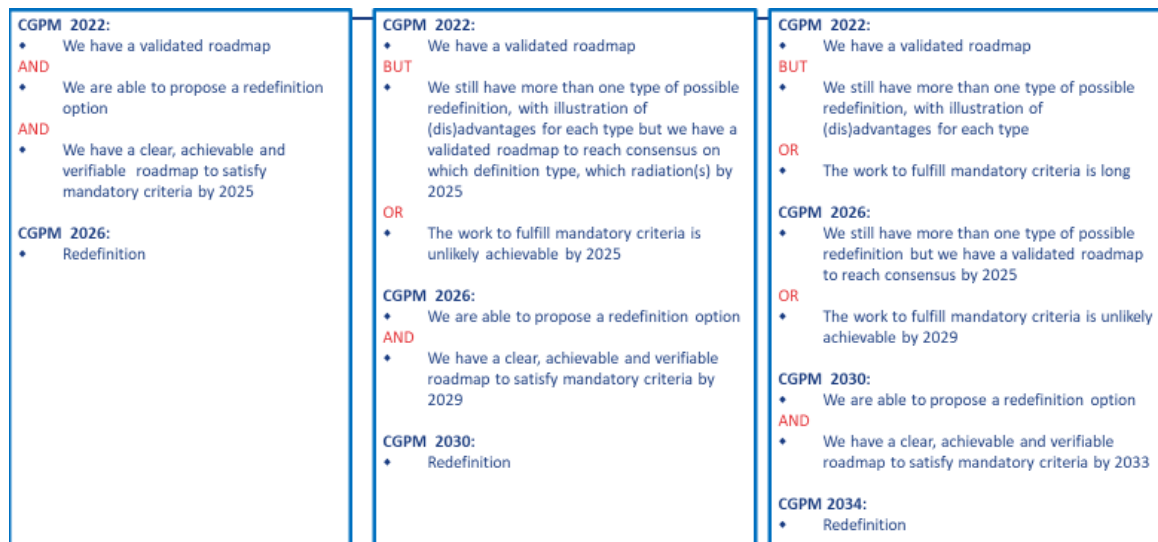 CGPM 2022:
◆ We have a validated roadmap
AND
◆ We are able to propose a redefinition
option
AND
◆ We have a clear, achievable and
verifiable roadmap to satisfy
mandatory criteria by 2025
CGPM 2026:
◆ Redefinition
CGPM 2022:
◆ We have a validated roadmap
BUT
◆ We still have more than one type of possible
redefinition, with illustration of
(dis)advantages for each type but we have a
validated roadmap to reach consensus on
which definition type, which radiation(s) by
2025
OR
◆ The work to fulfill mandatory criteria is
unlikely achievable by 2025
CGPM 2026:
◆ We are able to propose a redefinition option
AND
◆ We have a clear, achievable and verifiable
roadmap to satisfy mandatory criteria by
2029
CGPM 2030:
◆ Redefinition
CGPM 2022:
◆ We have a validated roadmap
BUT
◆ We still have more than one type of possible
redefinition, with illustration of
(dis)advantages for each type
OR
◆ The work to fulfill mandatory criteria is long
CGPM 2026:
◆ We still have more than one type of possible
redefinition but we have a validated roadmap
to reach consensus by 2025
OR
◆ The work to fulfill mandatory criteria is unlikely
achievable by 2029
CGPM 2030:
◆ We are able to propose a redefinition option
AND
◆ We have a clear, achievable and verifiable
roadmap to satisfy mandatory criteria by 2033
CGPM 2034:
◆ Redefinition